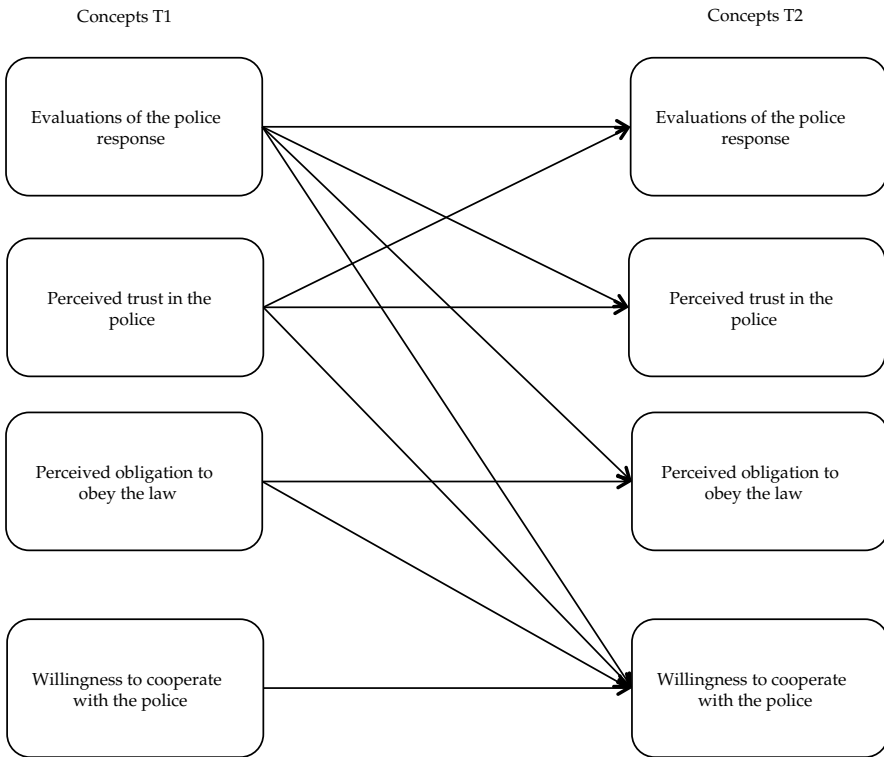 Concepts T1
Concepts T2
Evaluations of the police
response
Evaluations of the police
response
Perceived trust in the
police
Perceived trust in the
police
Perceived obligation to
obey the law
Perceived obligation to
obey the law
Willingness to cooperate
with the police
Willingness to cooperate
with the police